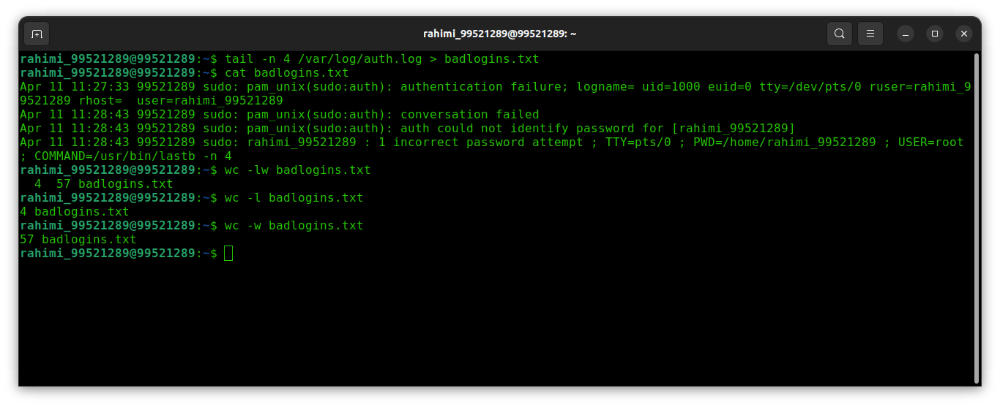 rahimi_99521289@99521289: ~
rahimi_99521289@99521289:~$ tail -n 4 /var/log/auth.log > badlogins.txt
rahimi_99521289@99521289:~$ cat badlogins.txt
Apr 11 11:27:33 99521289 sudo: pam_unix(sudo:auth): authentication failure; logname= uid=1000 euid=0 tty=/dev/pts/0 ruser=rahimi_9
9521289 rhost=  user=rahimi_99521289
Apr 11 11:28:43 99521289 sudo: pam_unix(sudo:auth): conversation failed
Apr 11 11:28:43 99521289 sudo: pam_unix(sudo:auth): auth could not identify password for [rahimi_99521289]
Apr 11 11:28:43 99521289 sudo: rahimi_99521289 : 1 incorrect password attempt ; TTY=pts/0 ; PWD=/home/rahimi_99521289 ; USER=root
; COMMAND=/usr/bin/lastb -n 4
rahimi_99521289@99521289:~$ wc -lw badlogins.txt
  4  57 badlogins.txt
rahimi_99521289@99521289:~$ wc -l badlogins.txt
4 badlogins.txt
rahimi_99521289@99521289:~$ wc -w badlogins.txt
57 badlogins.txt
rahimi_99521289@99521289:~$